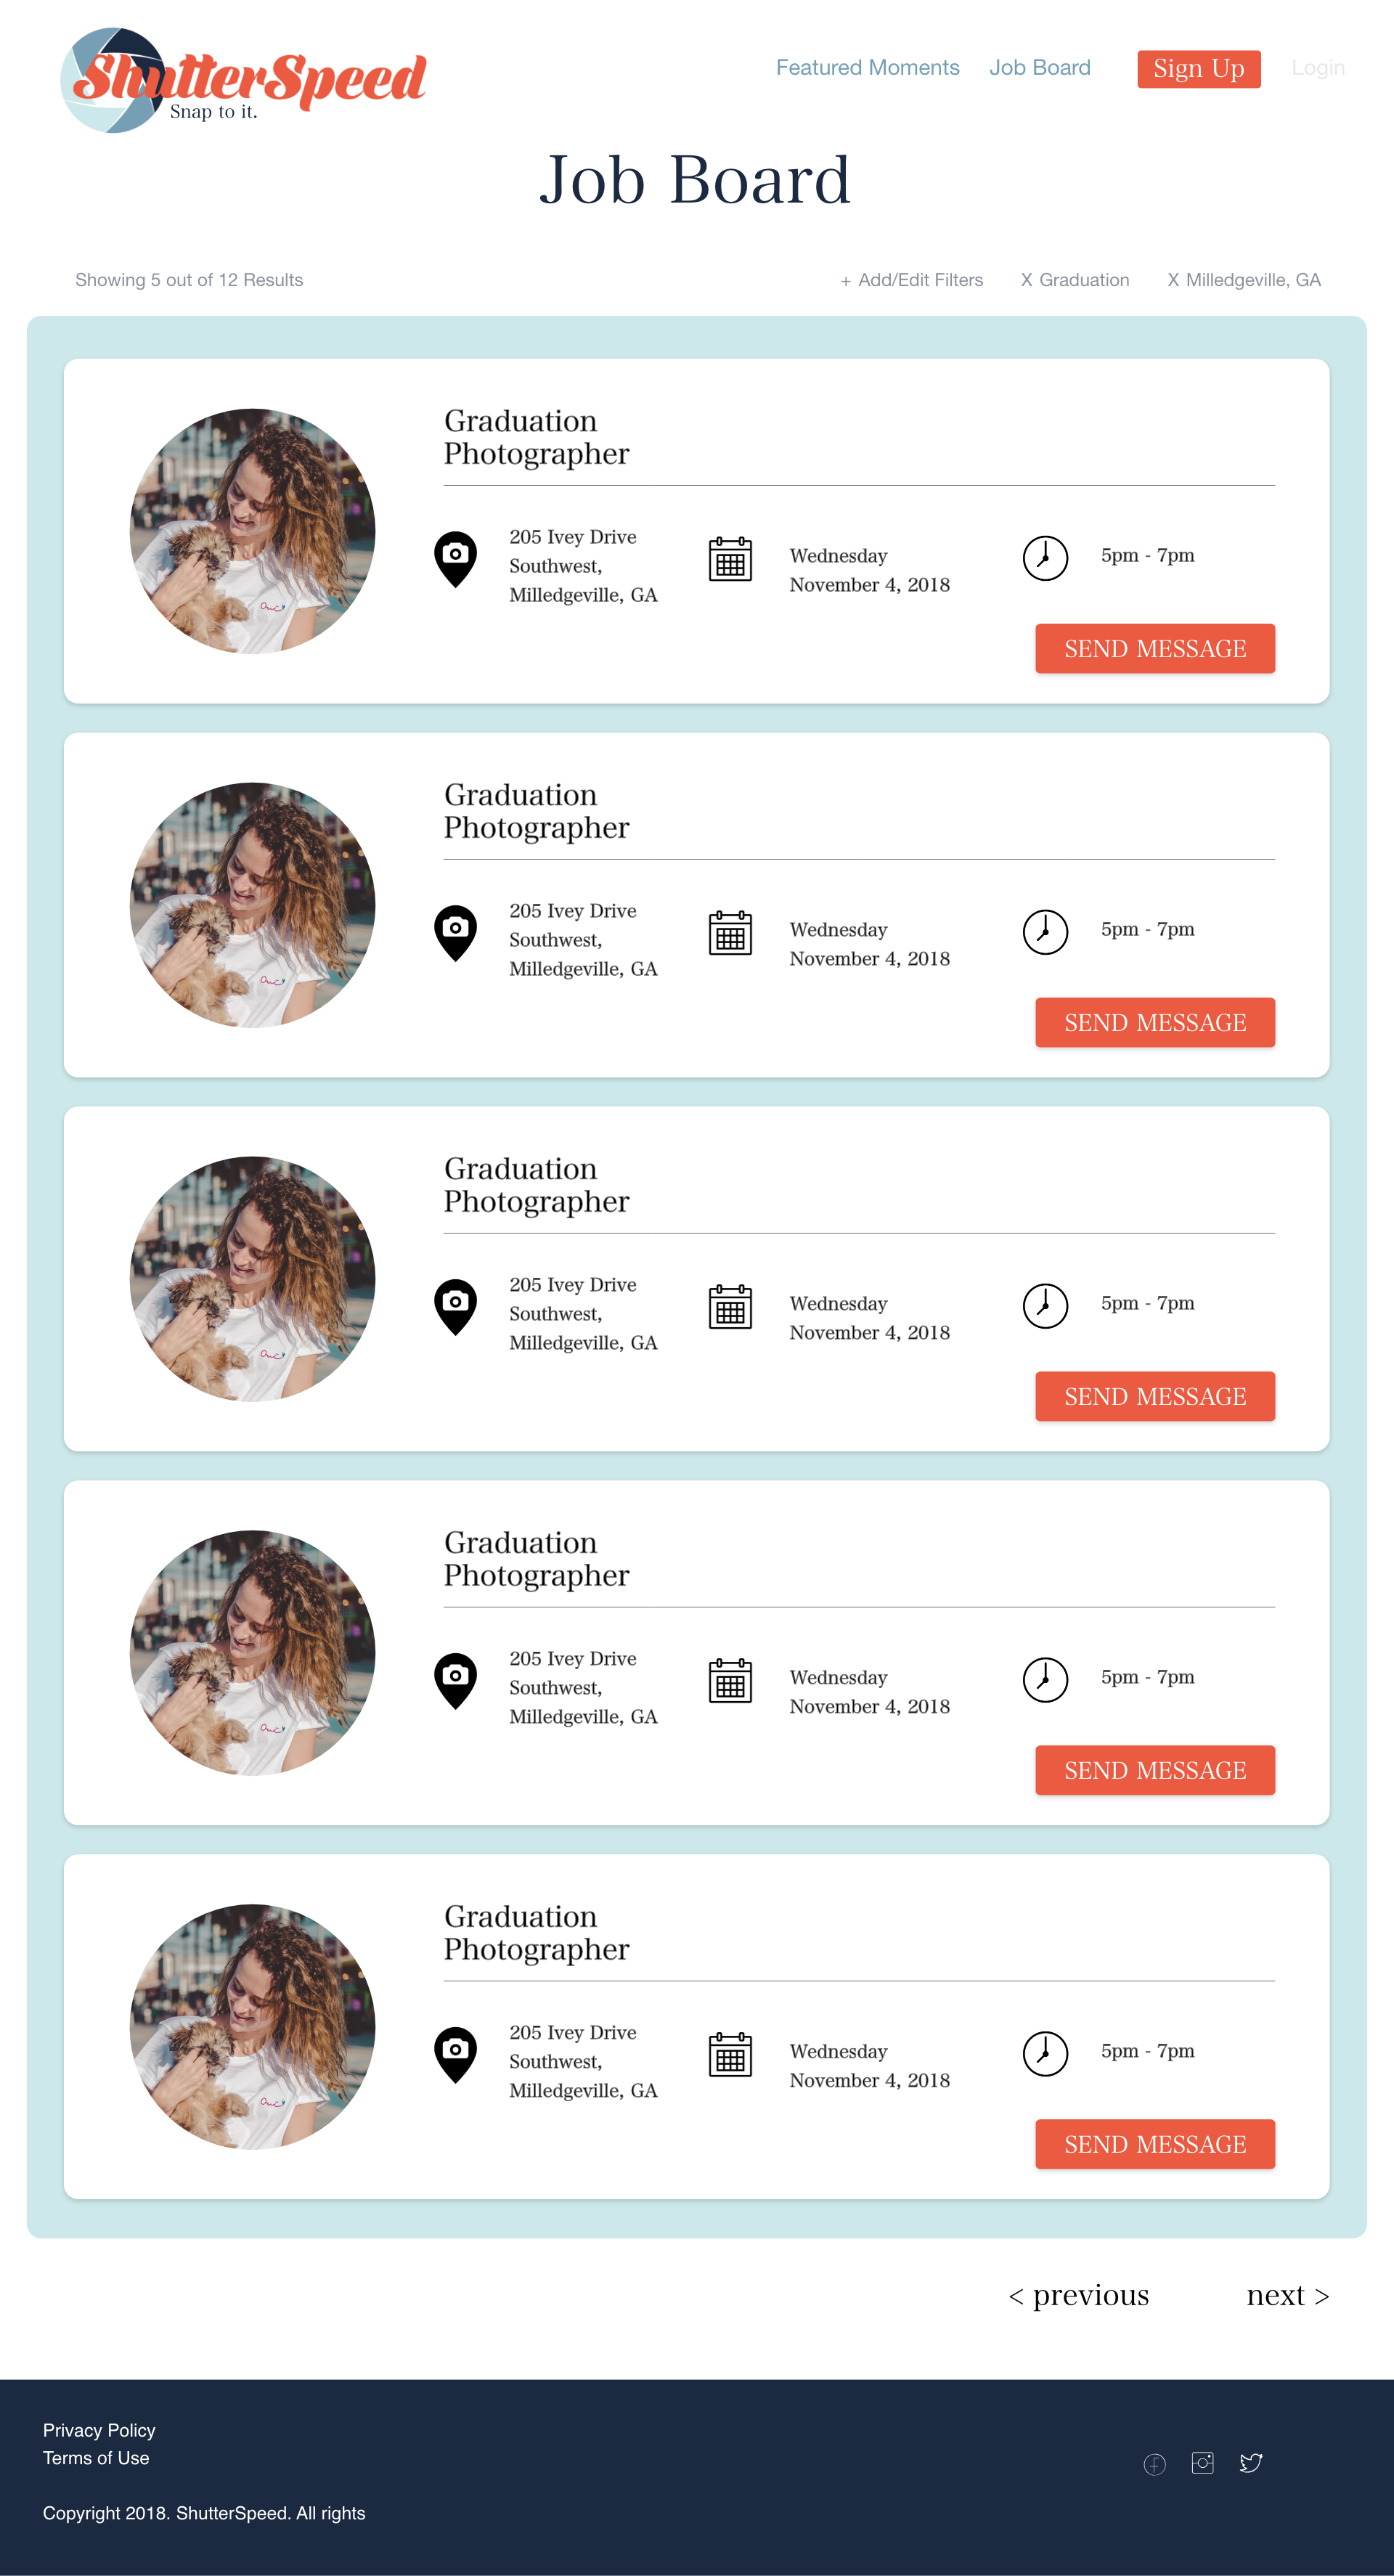 ShutterSpeed
Snap to it.
Featured Moments
Job Board
Sign Up
Login
Job Board
Showing 5 out of 12 Results
+ Add/Edit Filters
X Graduation
X Milledgeville, GA
Graduation
Photographer
205 Ivey Drive
Southwest,
Milledgeville, GA
Wednesday
November 4, 2018
5pm - 7pm
SEND MESSAGE
Graduation
Photographer
205 Ivey Drive
Southwest,
Milledgeville, GA
Wednesday
November 4, 2018
5pm - 7pm
SEND MESSAGE
Graduation
Photographer
205 Ivey Drive
Southwest,
Milledgeville, GA
Wednesday
November 4, 2018
5pm - 7pm
SEND MESSAGE
Graduation
Photographer
205 Ivey Drive
Southwest,
Milledgeville, GA
Wednesday
November 4, 2018
5pm - 7pm
SEND MESSAGE
Graduation
Photographer
205 Ivey Drive
Southwest,
Milledgeville, GA
Wednesday
November 4, 2018
5pm - 7pm
SEND MESSAGE
< previous
next >
Privacy Policy
Terms of Use
Copyright 2018. ShutterSpeed. All rights